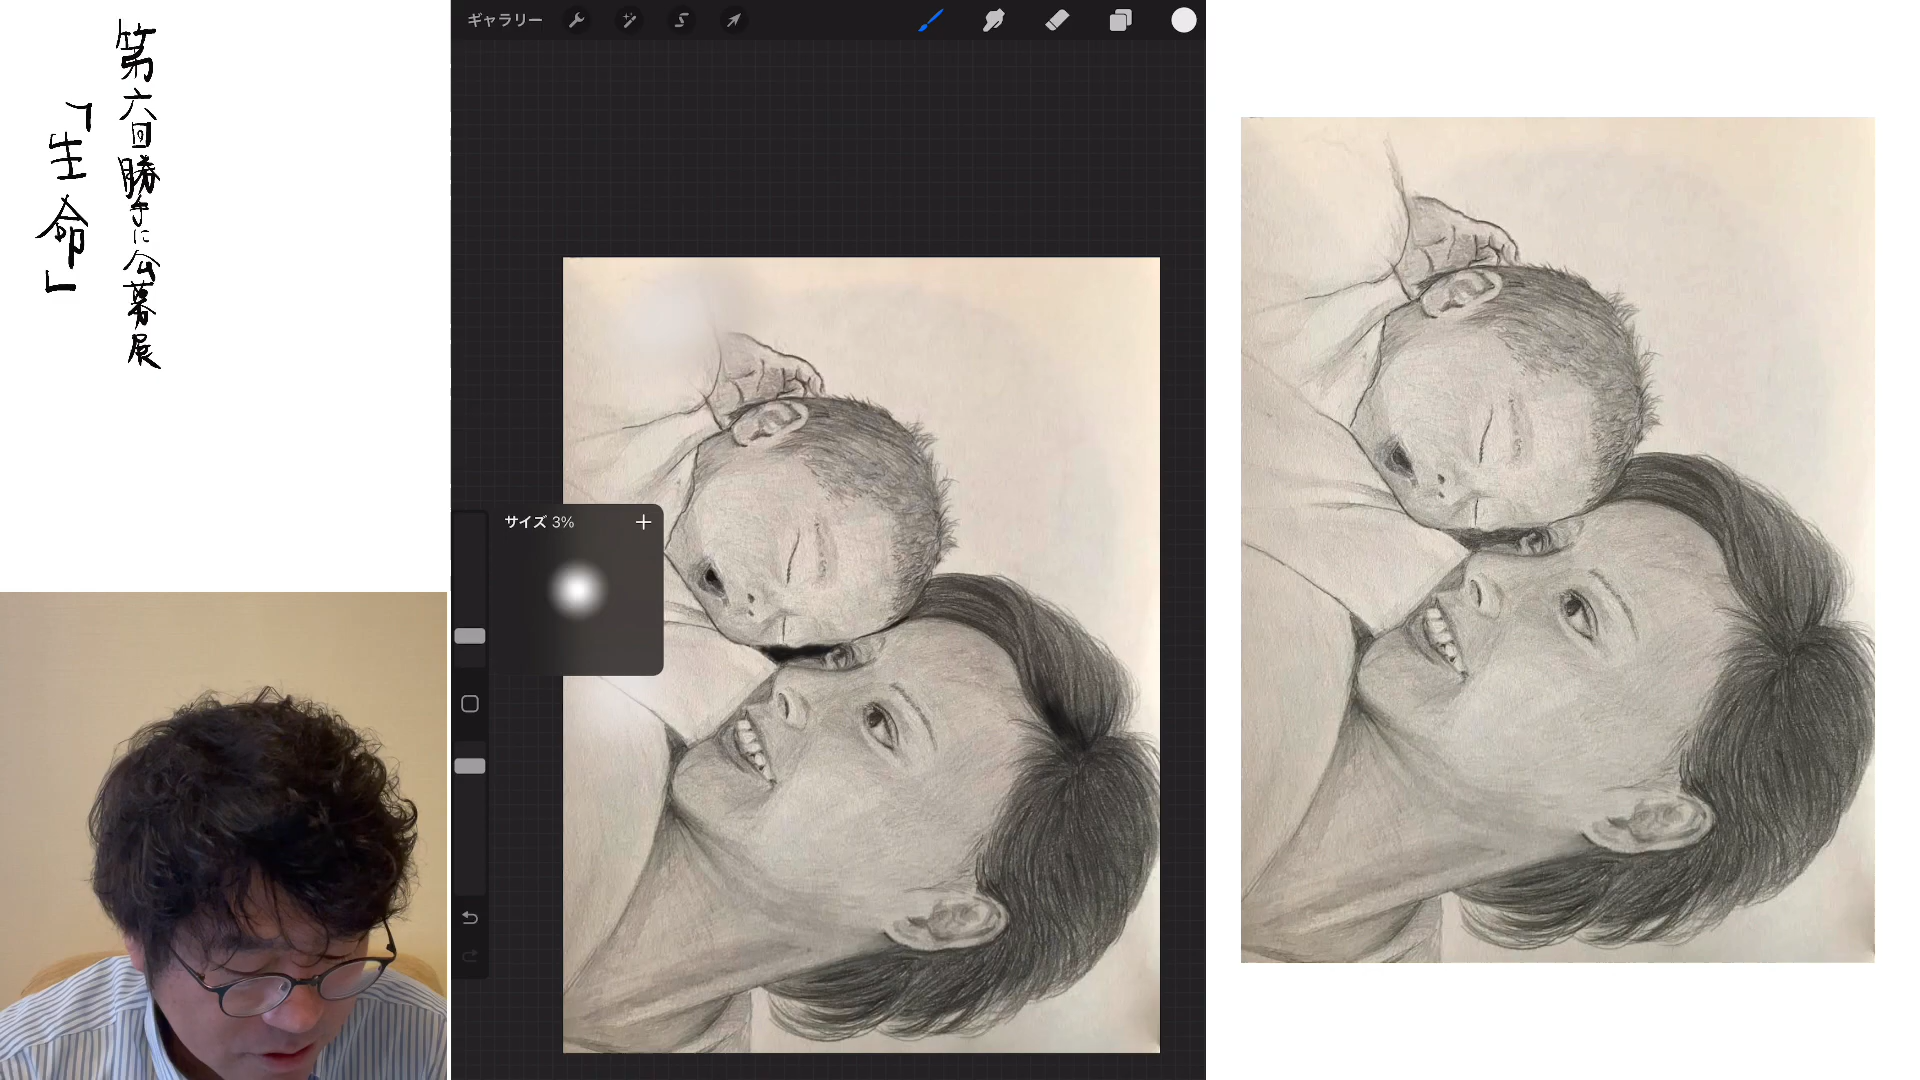 第六回勝手に公募展
「生命」
ギャラリー
サイズ 3%